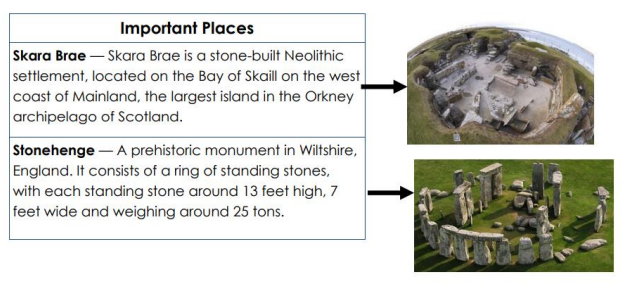 Important Places
Skara Brae — Skara Brae is a stone-built Neolithic
settlement, located on the Bay of Skaill on the west
coast of Mainland, the largest island in the Orkney
archipelago of Scotland.
Stonehenge — A prehistoric monument in Wiltshire,
England. It consists of a ring of standing stones,
with each standing stone around 13 feet high, 7
feet wide and weighing around 25 tons.